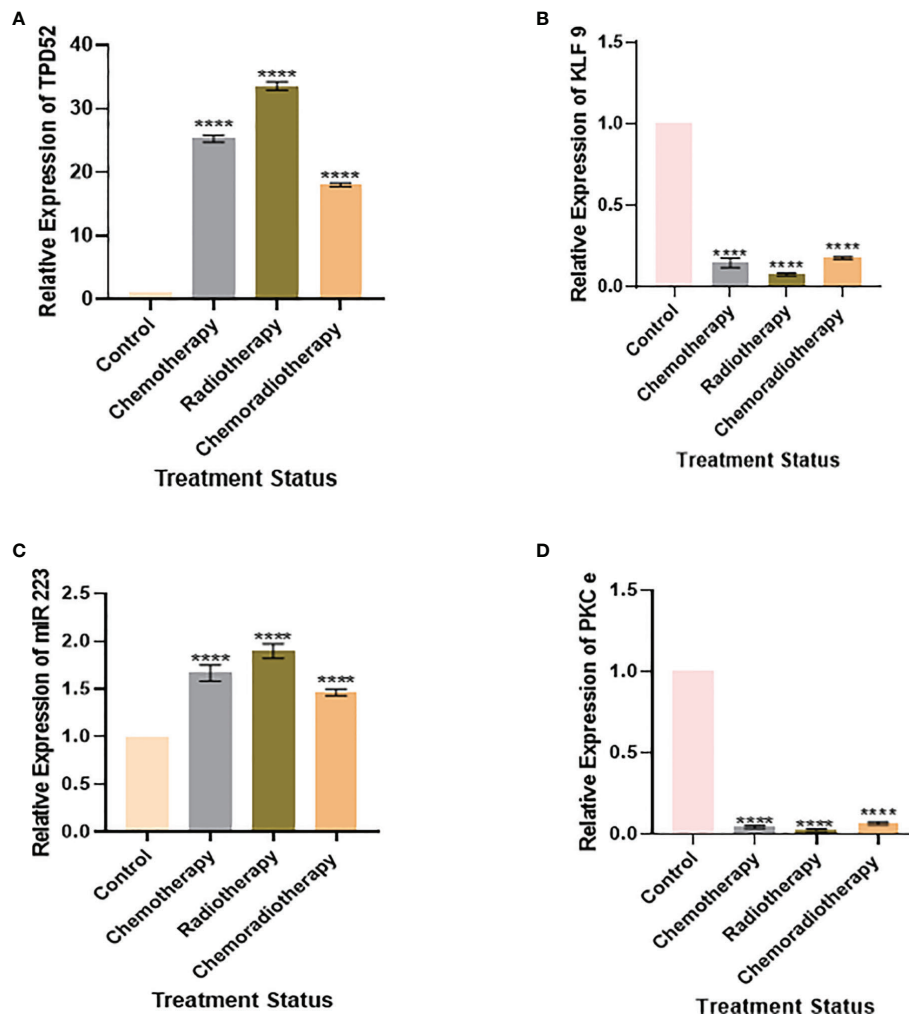 A
Relative Expression of TPD52
40
30
20
10
0
****
****
****
Control
Chemotherapy
Radiotherapy
Chemoradiotherapy
Treatment Status
B
Relative Expression of KLF 9
1.5
1.0
0.5
0.0
****
****
****
Control
Chemotherapy
Radiotherapy
Chemoradiotherapy
Treatment Status
C
Relative Expression of miR 223
2.5
2.0
1.5
1.0
0.5
0.0
****
****
****
Control
Chemotherapy
Radiotherapy
Chemoradiotherapy
Treatment Status
D
Relative Expression of PKC e
1.5
1.0
0.5
0.0
****
****
****
Control
Chemotherapy
Radiotherapy
Chemoradiotherapy
Treatment Status